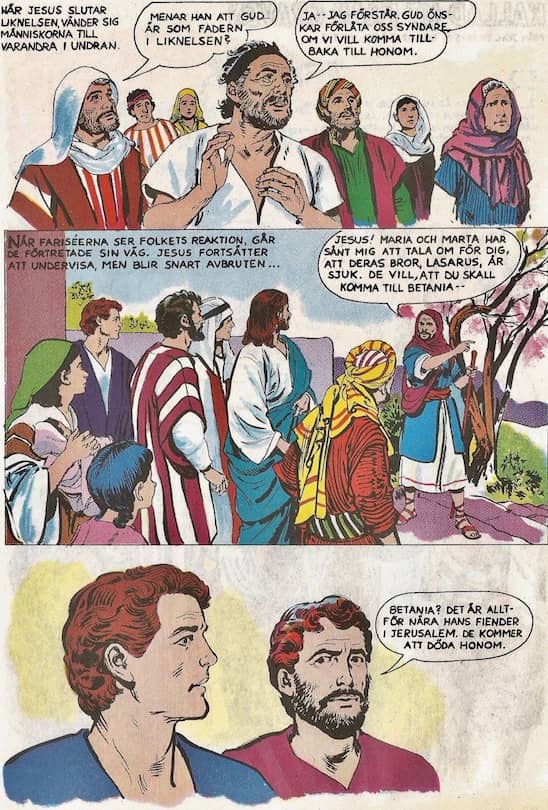 NÄR JESUS SLUTAR
LIKNELSEN, VÄNDER SIG
MÄNNISKORNA TILL
VARANDRA I UNDRAN.
MENAR HAN ATT GUD
ÄR SOM FADERN
I LIKNELSEN?
JA-- JAG FÖRSTÅR. GUD ÖNS-
KAR FÖRLÅTA OSS SYNDARE,
OM VI VILL KOMMA TILL-
BAKA TILL HONOM.
NÄR FARISÉERNA SER FOLKETS REAKTION, GÅR
DE FÖRTRETADE SIN VÄG. JESUS FORTSÄTTER
ATT UNDERVISA, MEN BLIR SNART AVBRUTEN...
JESUS! MARIA OCH MARTA HAR
SÄNT MIG ATT TALA OM FÖR DIG,
ATT DERAS BROR, LASARUS, ÄR
SJUK. DE VILL, ATT DU SKALL
KOMMA TILL BETANIA--
BETANIA? DET ÄR ALLT-
FÖR NÄRA HANS FIENDER
I JERUSALEM. DE KOMMER
ATT DÖDA HONOM.